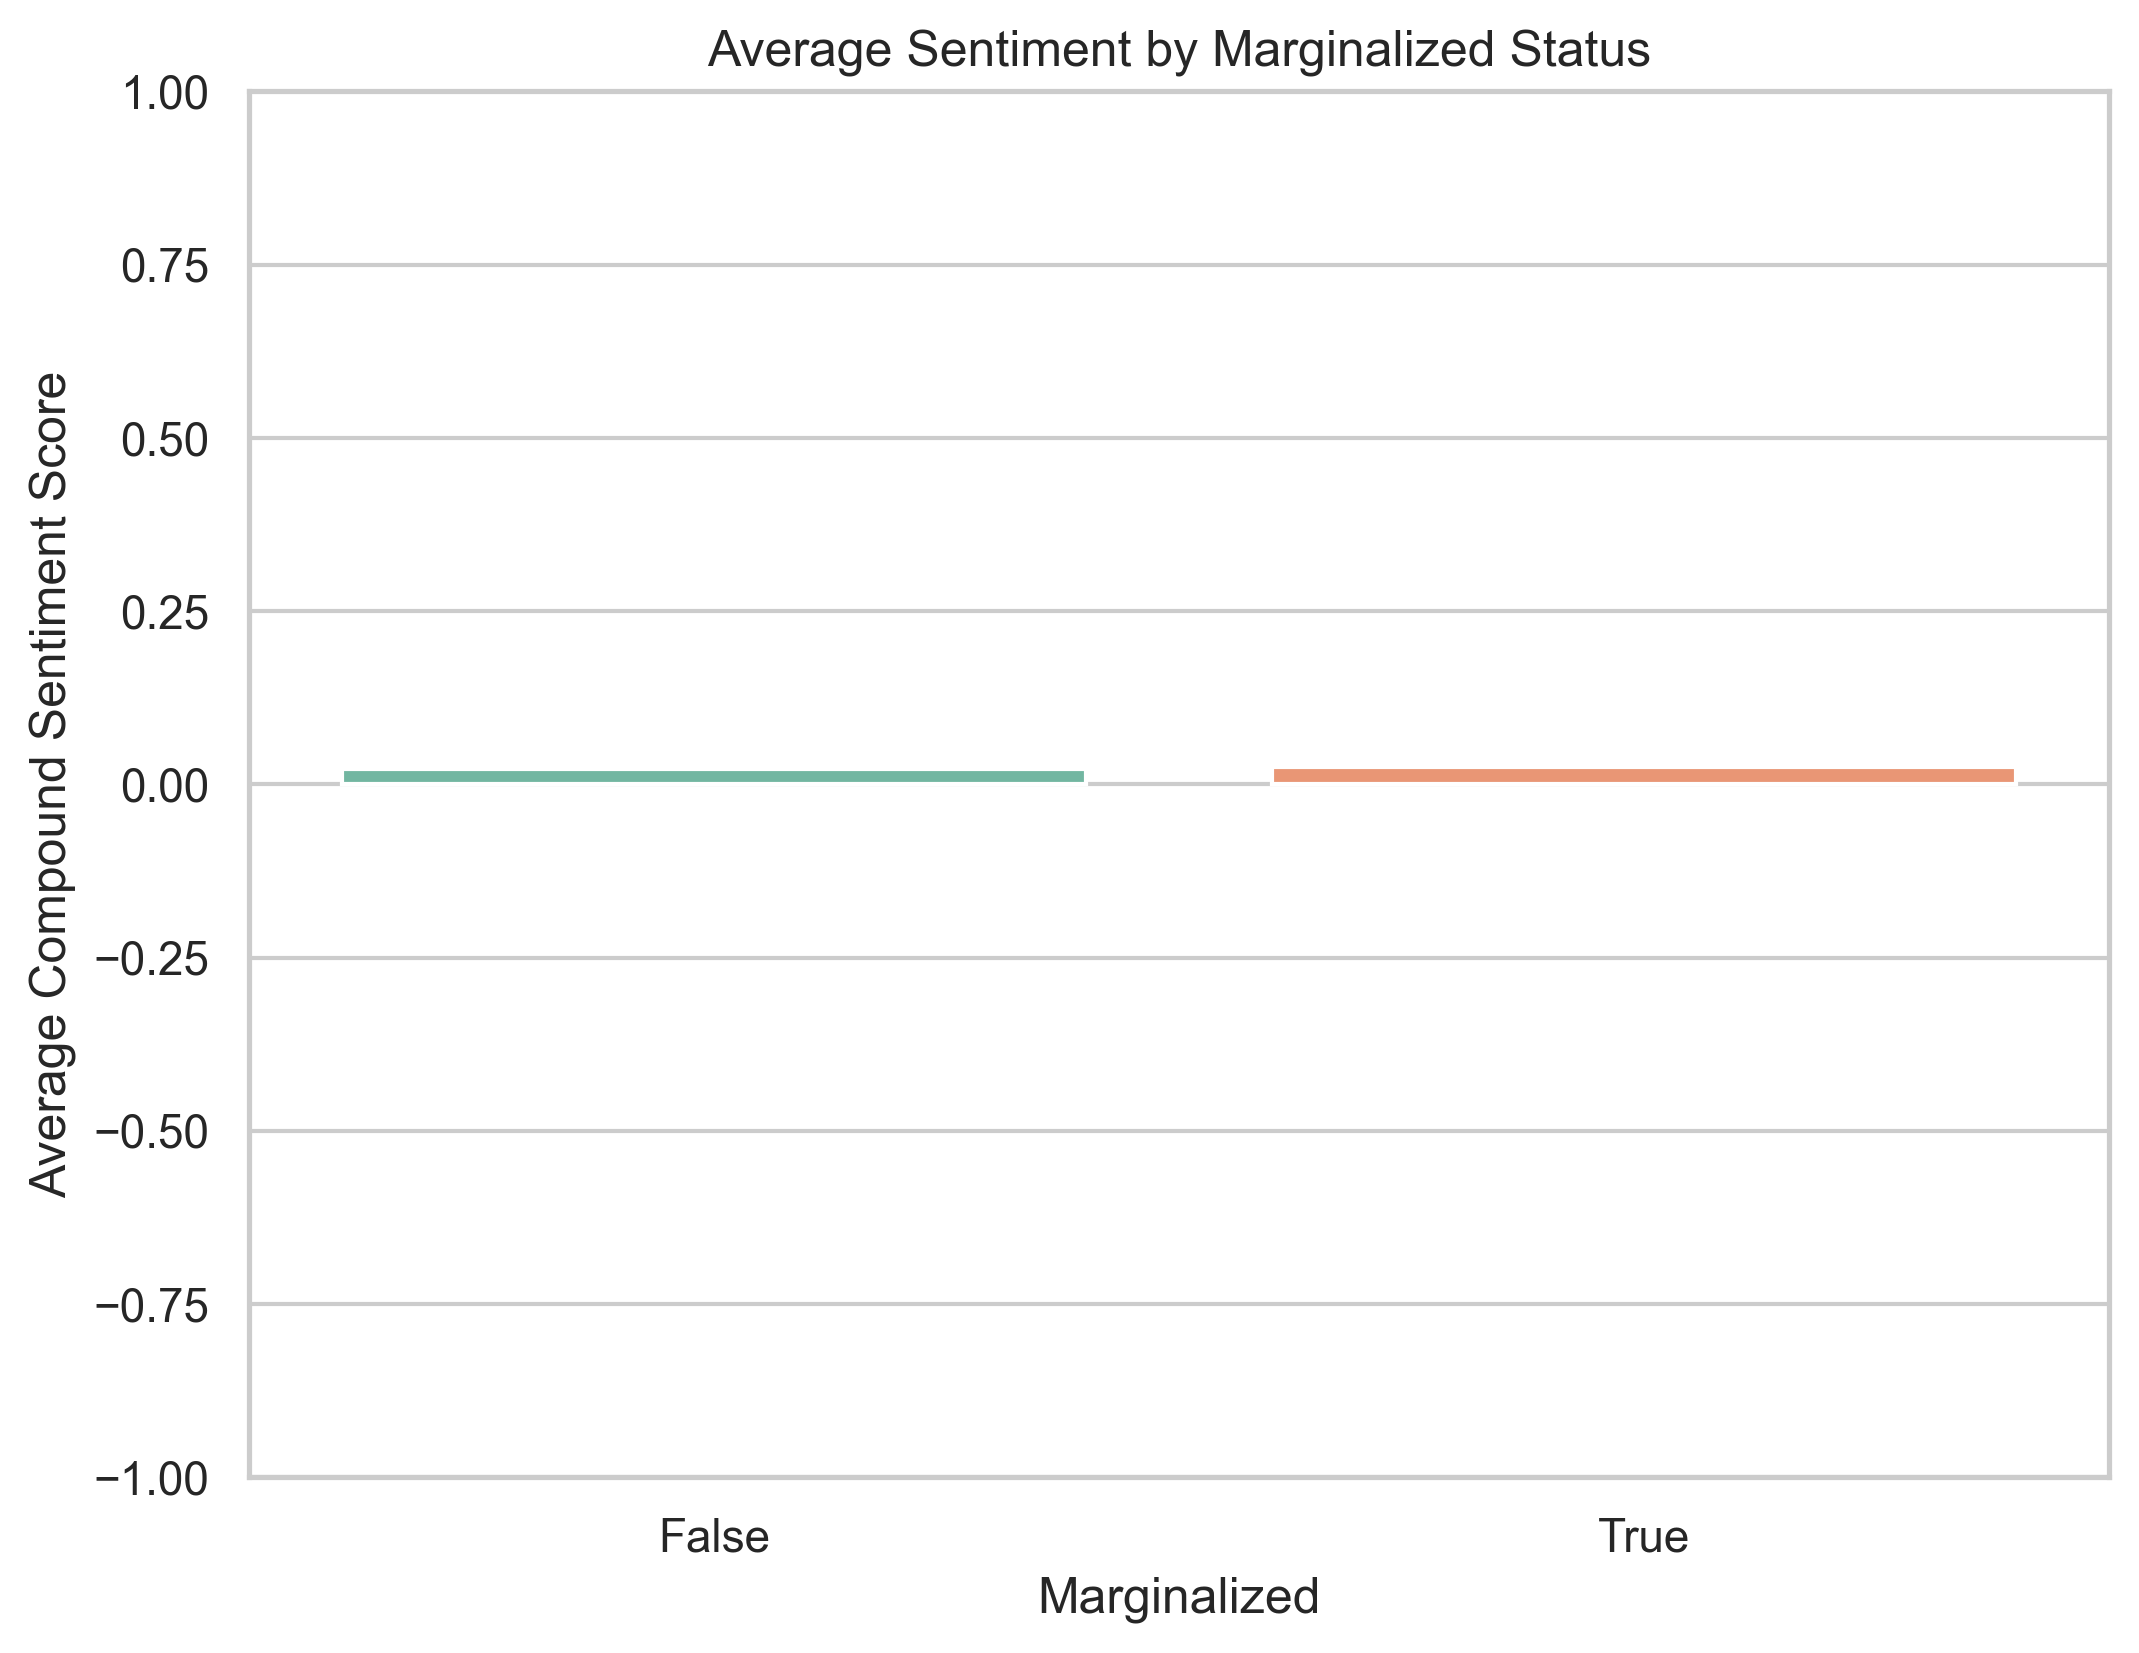 Average Sentiment by Marginalized Status
1.00
0.75
0.50
0.25
0.00
−0.25
−0.50
−0.75
−1.00
Average Compound Sentiment Score
False
True
Marginalized